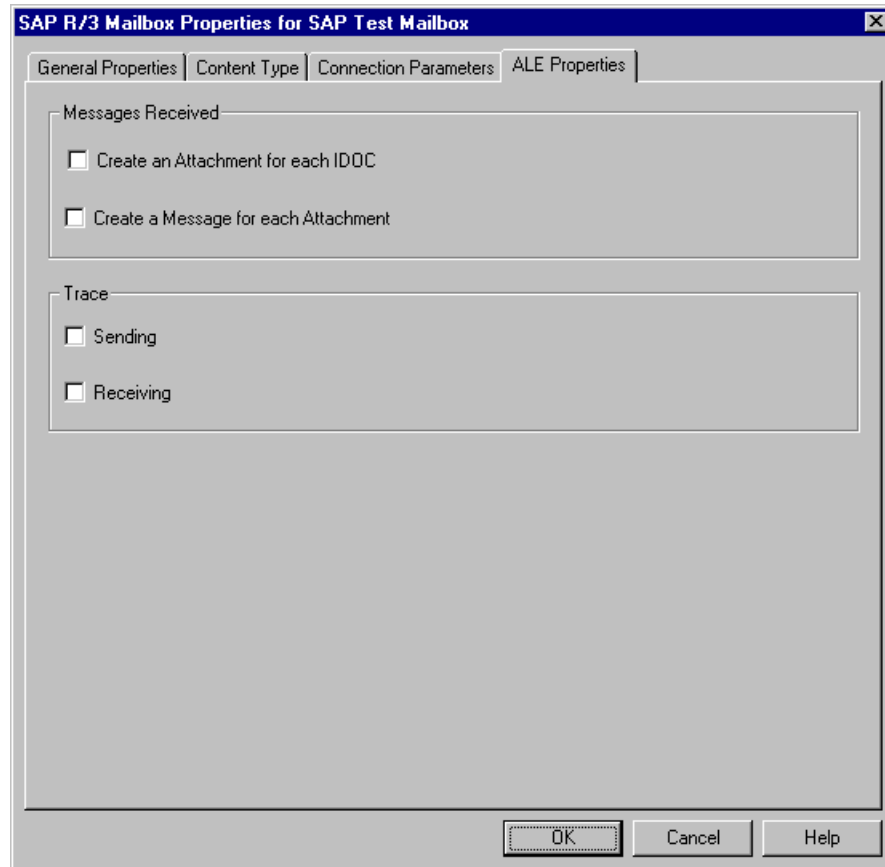 SAP R/3 Mailbox Properties for SAP Test Mailbox
General Properties Content Type Connection Parameters ALE Properties
Messages Received
Create an Attachment for each IDOC
Create a Message for each Attachment
Trace
Sending
Receiving
OK Cancel Help